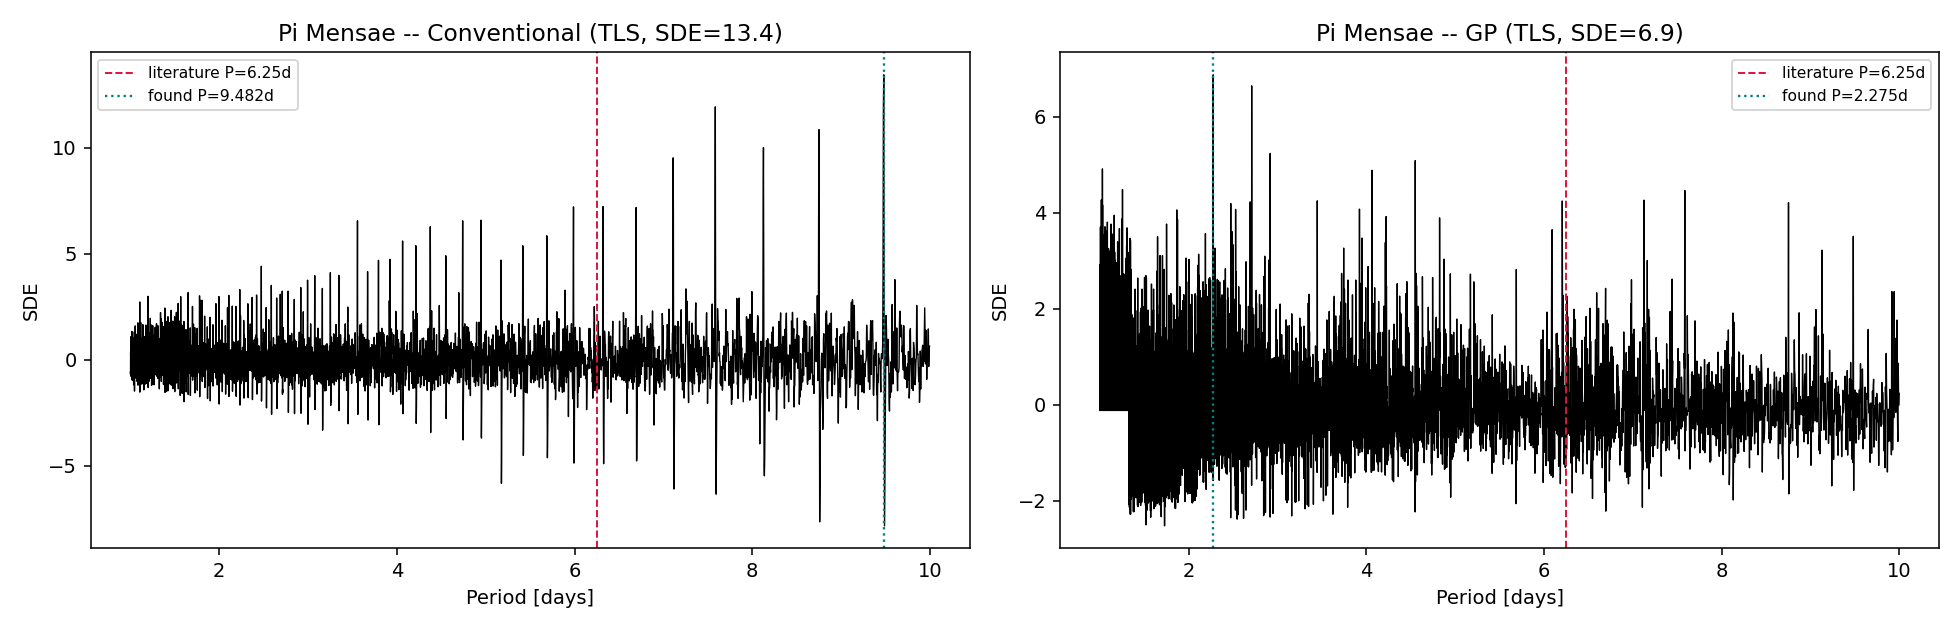 Pi Mensae -- Conventional (TLS, SDE=13.4)
literature P=6.25d
found P=9.482d
SDE
10
5
0
−5
2
4
6
8
10
Period [days]
Pi Mensae -- GP (TLS, SDE=6.9)
literature P=6.25d
found P=2.275d
SDE
6
4
2
0
−2
2
4
6
8
10
Period [days]